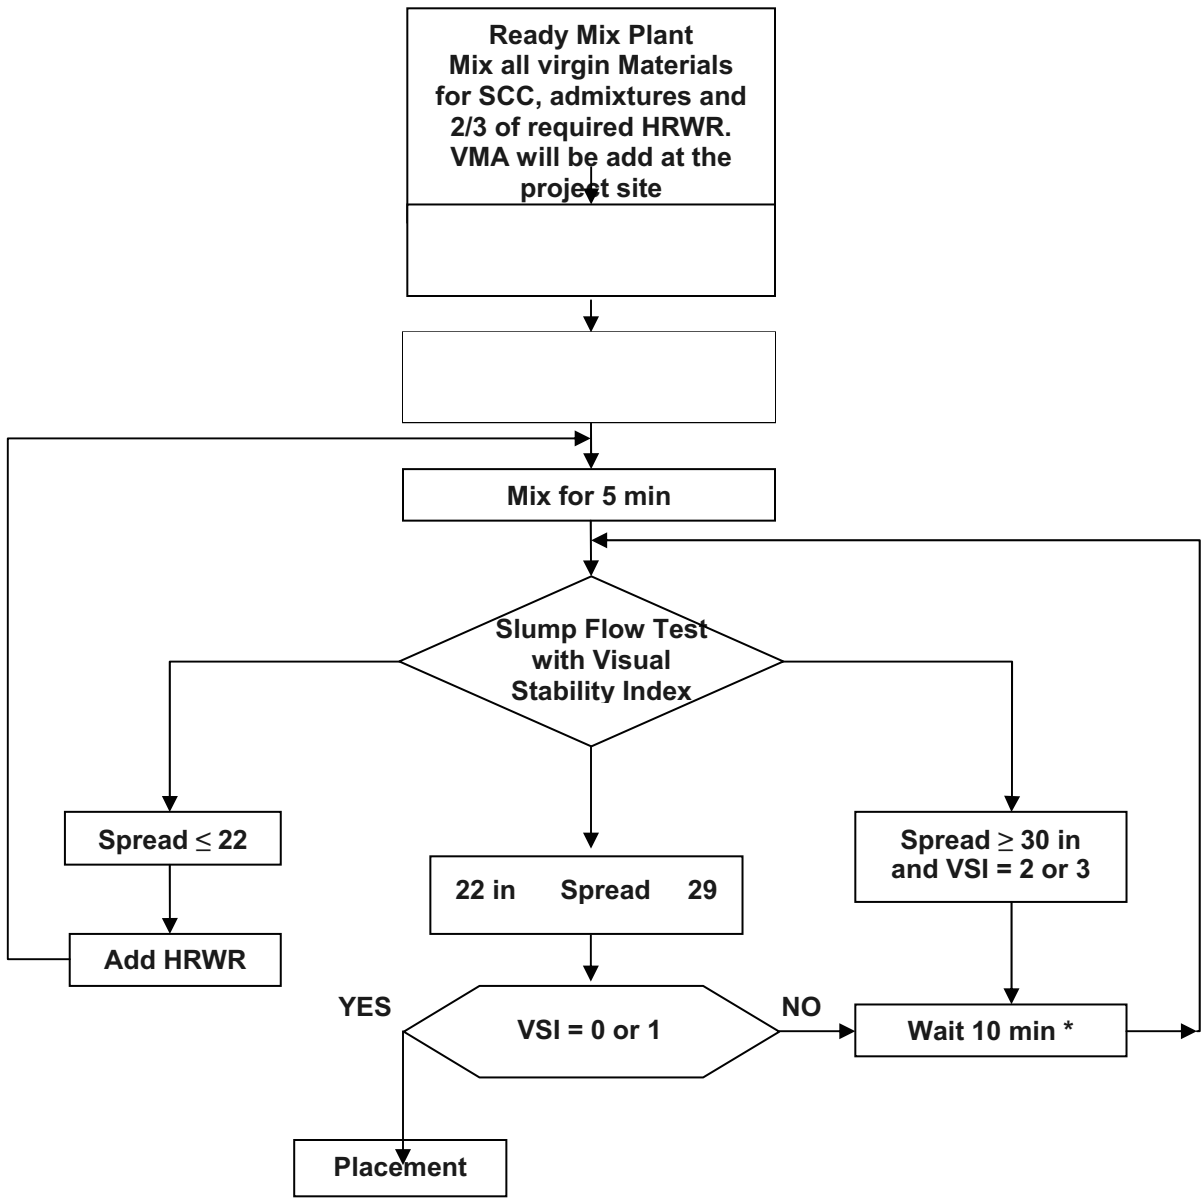 Ready Mix Plant
Mix all virgin Materials
for SCC, admixtures and
2/3 of required HRWR.
VMA will be add at the
project site
Mix for 5 min
Slump Flow Test
with Visual
Stability Index
Spread ≤ 22
Spread ≥ 30 in
and VSI = 2 or 3
22 in Spread 29
Add HRWR
YES
NO
VSI = 0 or 1
Wait 10 min *
Placement